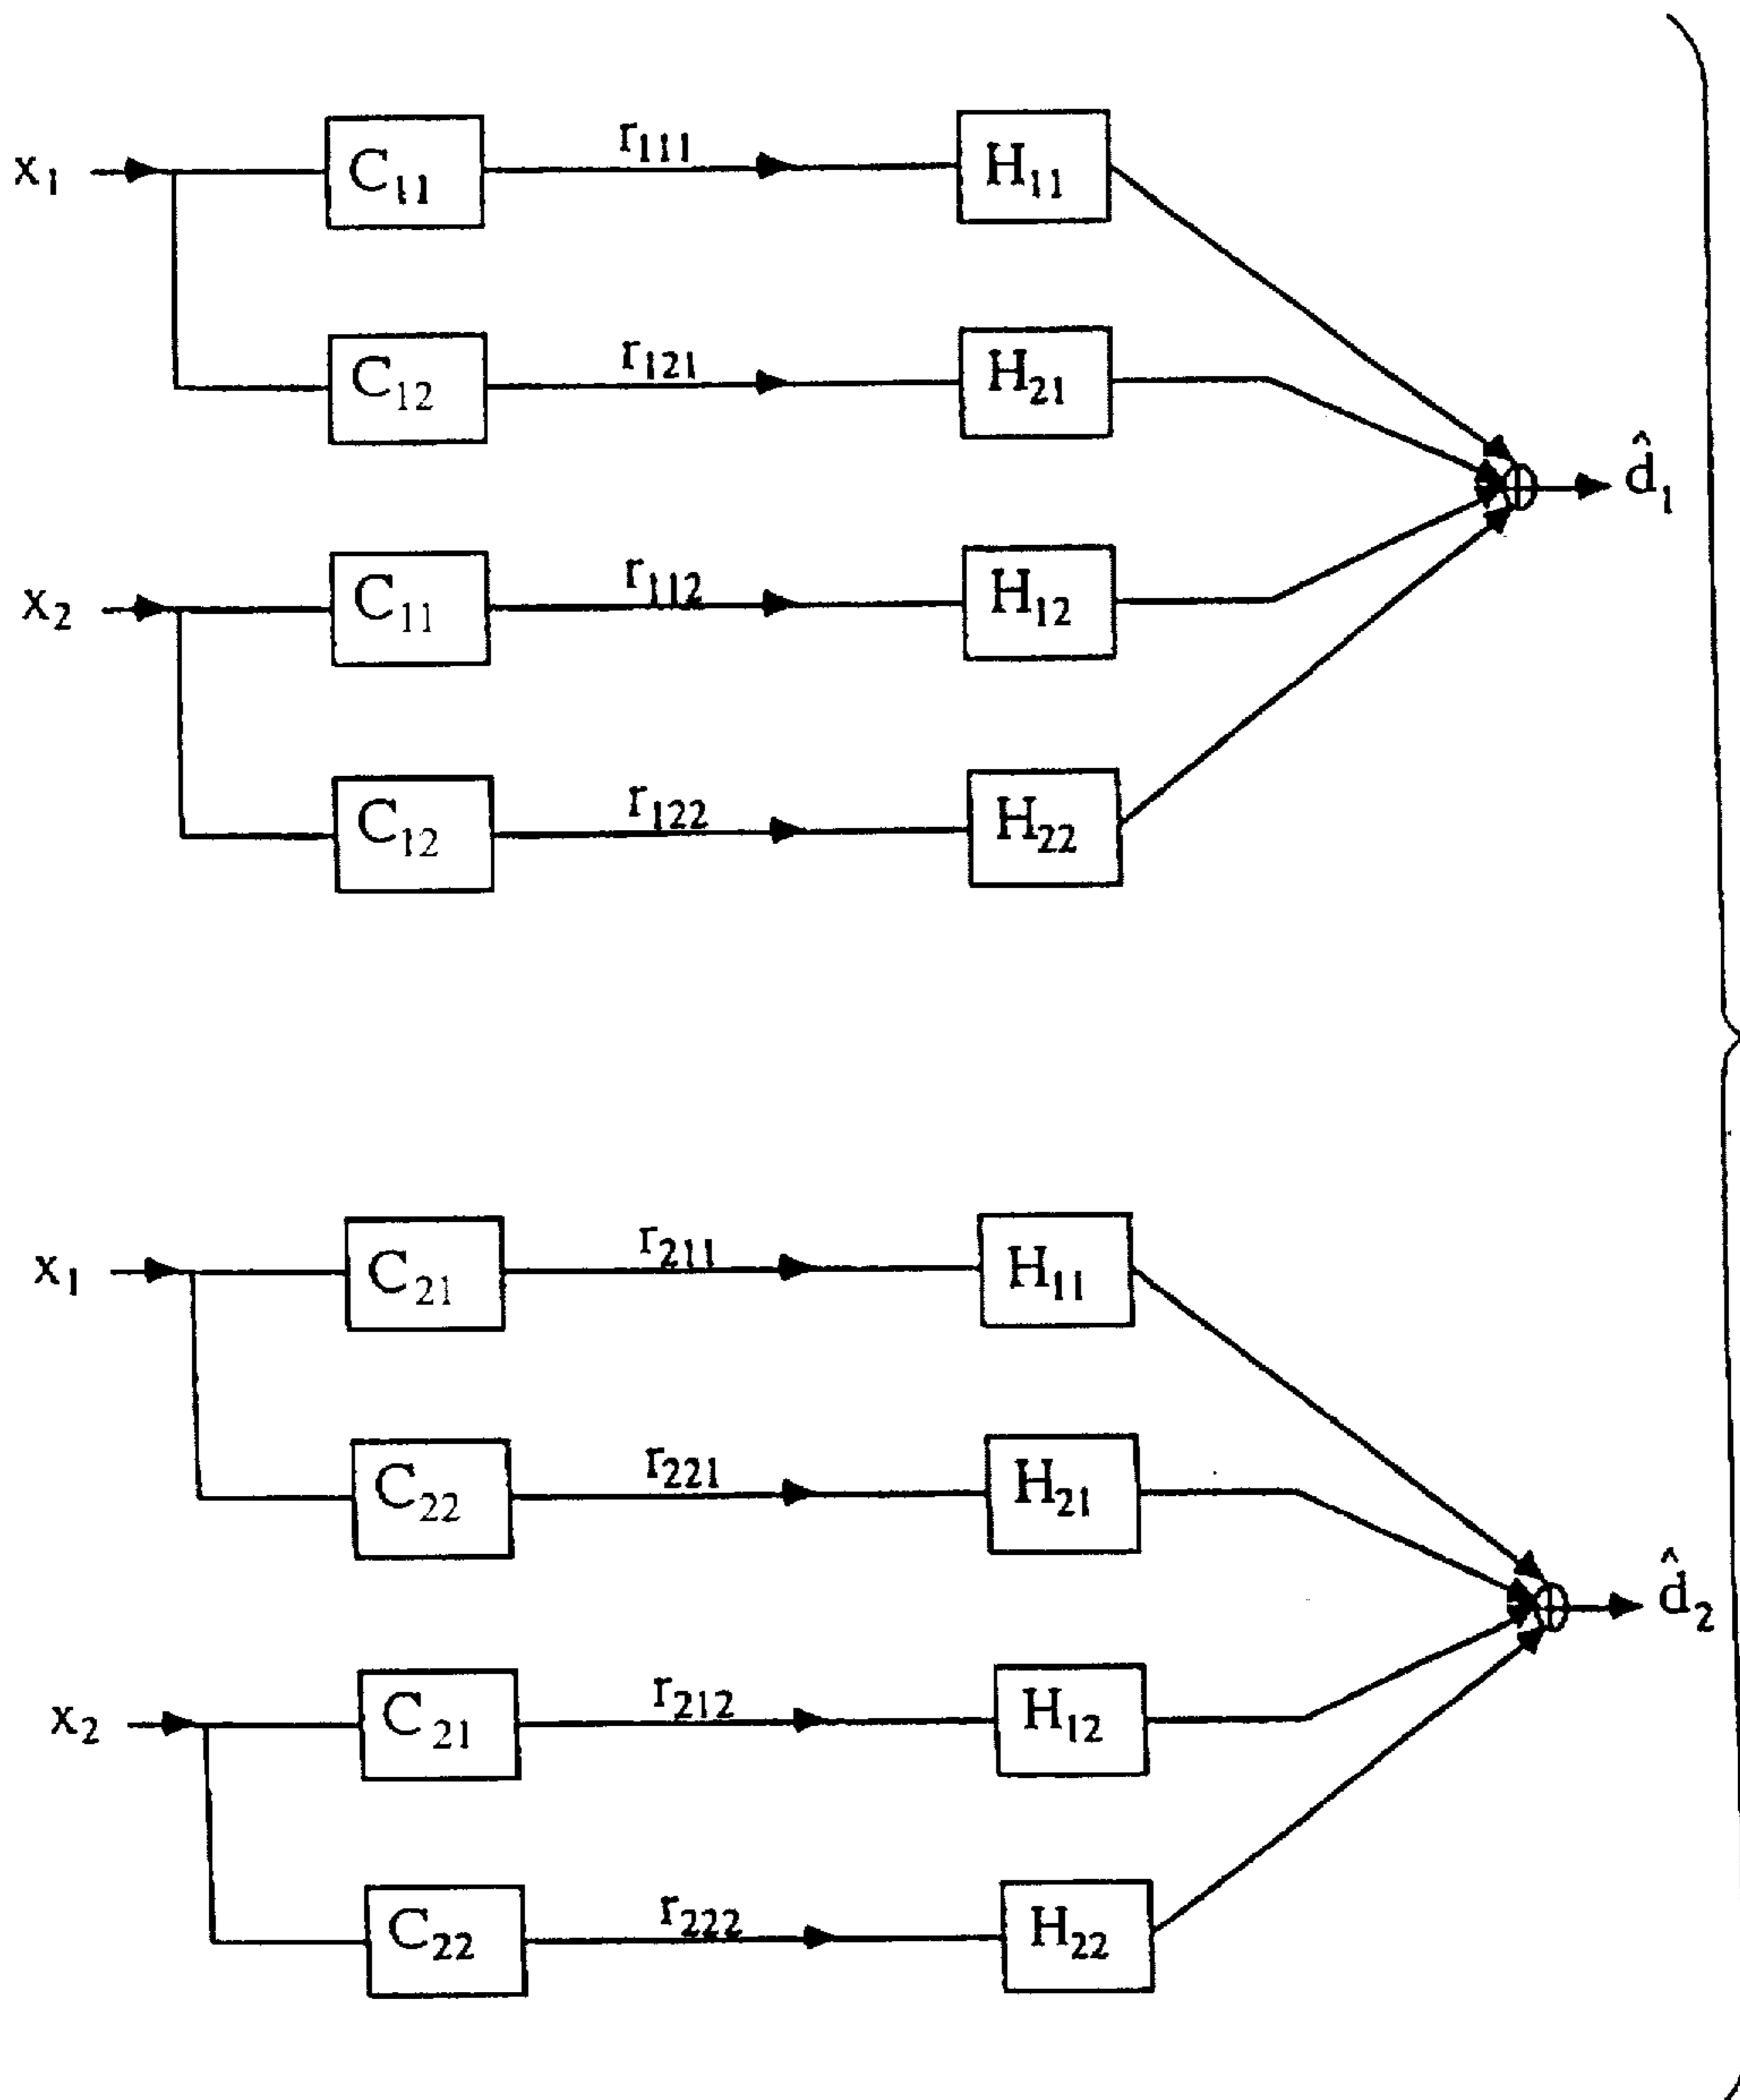 x₁ C₁₁ r₁₁₁ H₁₁
C₁₂ r₁₂₁ H₂₁
d̂₁
x₂ C₁₁ r₁₁₂ H₁₂
C₁₂ r₁₂₂ H₂₂
x₁ C₂₁ r₂₁₁ H₁₁
C₂₂ r₂₂₁ H₂₁
d̂₂
x₂ C₂₁ r₂₁₂ H₁₂
C₂₂ r₂₂₂ H₂₂